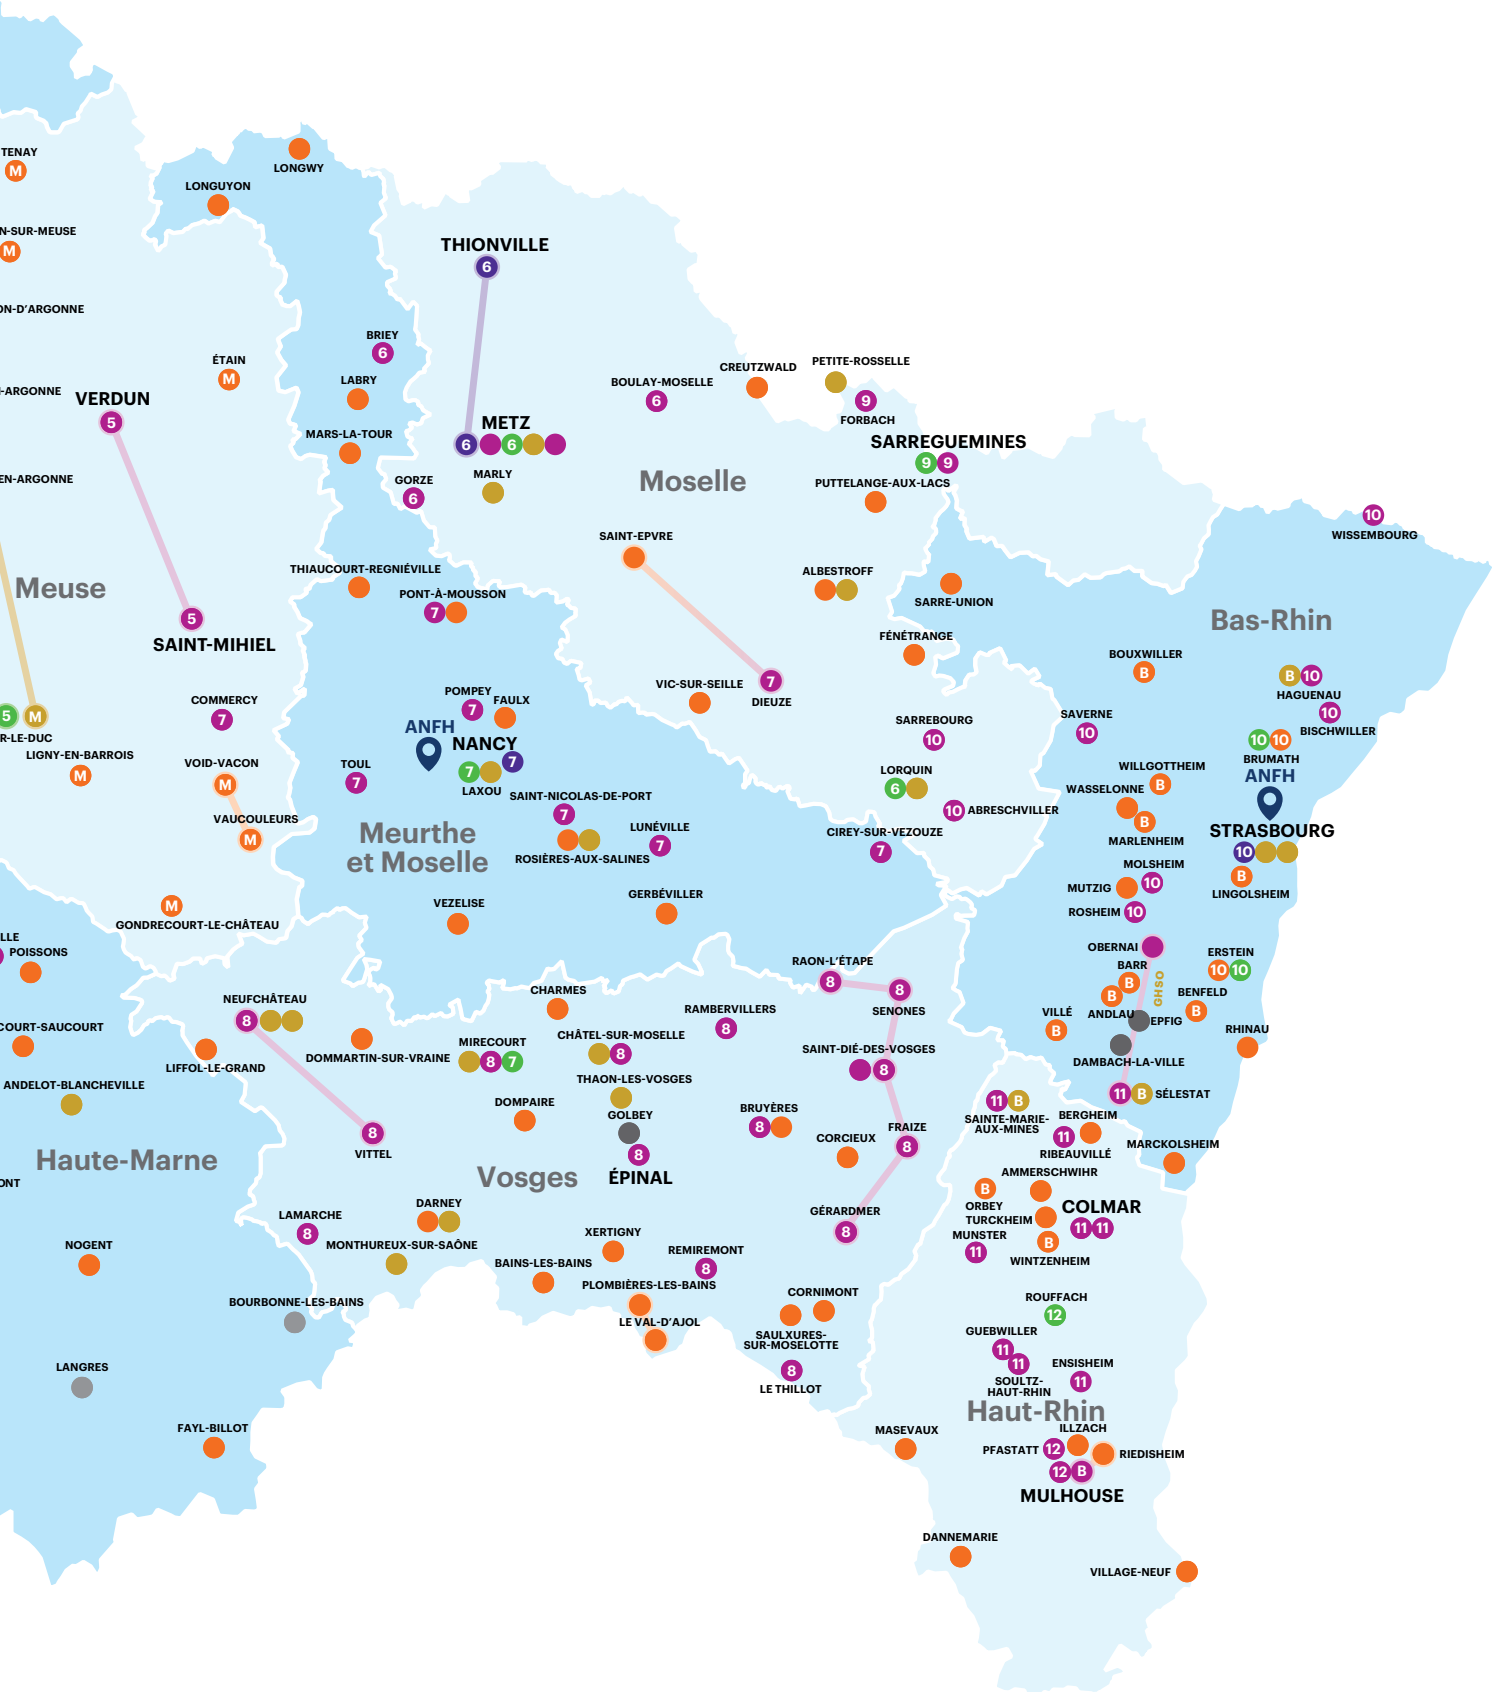 TENAY
M
LONGWY
LONGUYON
N-SUR-MEUSE
M
THIONVILLE
6
ON-D'ARGONNE
BRIEY
6
ÉTAIN
M
PETITE-ROSSELLE
CREUTZWALD
LABRY
BOULAY-MOSELLE
6
9
FORBACH
-ARGONNE
VERDUN
5
METZ
6 6
MARS-LA-TOUR
SARREGUEMINES
9 9
EN-ARGONNE
GORZE
6
MARLY
Moselle
PUTTELANGE-AUX-LACS
10
WISSEMBOURG
SAINT-EPVRE
THIAUCOURT-REGNIÉVILLE
ALBESTROFF
Meuse
PONT-À-MOUSSON
7
SARRE-UNION
5
SAINT-MIHIEL
Bas-Rhin
FÉNÉTRANGE
BOUXWILLER
B
B 10
HAGUENAU
COMMERCY
7
POMPEY
7
FAULX
VIC-SUR-SEILLE
7
DIEUZE
10
BISCHWILLER
5 M
R-LE-DUC
ANFH
NANCY
7
SARREBOURG
10
SAVERNE
10
10 10
BRUMATH
LIGNY-EN-BARROIS
M
VOID-VACON
M
TOUL
7
7
LAXOU
LORQUIN
6
WILLGOTTHEIM
B
ANFH
SAINT-NICOLAS-DE-PORT
7
WASSELONNE
B
MARLENHEIM
VAUCOULEURS
M
10 ABRESCHVILLER
Meurthe
et Moselle
LUNÉVILLE
7
CIREY-SUR-VEZOUZE
7
STRASBOURG
10
ROSIÈRES-AUX-SALINES
MOLSHEIM
10
B
LINGOLSHEIM
MUTZIG
GERBÉVILLER
VEZELISE
M
GONDRECOURT-LE-CHÂTEAU
ROSHEIM 10
LLE
POISSONS
OBERNAI
ERSTEIN
10 10
RAON-L'ÉTAPE
8
BARR
B
GHSO
8
SENONES
CHARMES
B
ANDLAU
BENFELD
B
NEUFCHÂTEAU
8
RAMBERVILLERS
8
VILLÉ
B
EPFIG
COURT-SAUCOURT
RHINAU
CHÂTEL-SUR-MOSELLE
8
MIRECOURT
8 7
SAINT-DIÉ-DES-VOSGES
8
DOMMARTIN-SUR-VRAINE
LIFFOL-LE-GRAND
DAMBACH-LA-VILLE
THAON-LES-VOSGES
ANDELOT-BLANCHEVILLE
11 B SÉLESTAT
DOMPAIRE
GOLBEY
BRUYÈRES
8
11 B
SAINTE-MARIE-
AUX-MINES
BERGHEIM
11
RIBEAUVILLÉ
FRAIZE
8
8
VITTEL
8
ÉPINAL
CORCIEUX
MARCKOLSHEIM
Haute-Marne
Vosges
AMMERSCHWIHR
ONT
B
ORBEY
DARNEY
GÉRARDMER
8
COLMAR
11 11
LAMARCHE
8
TURCKHEIM
XERTIGNY
MUNSTER
11
B
WINTZENHEIM
NOGENT
MONTHUREUX-SUR-SAÔNE
REMIREMONT
8
BAINS-LES-BAINS
PLOMBIÈRES-LES-BAINS
CORNIMONT
ROUFFACH
12
BOURBONNE-LES-BAINS
LE VAL-D'AJOL
SAULXURES-
SUR-MOSELOTTE
GUEBWILLER
11
11
SOULTZ-
HAUT-RHIN
ENSISHEIM
11
LANGRES
8
LE THILLOT
Haut-Rhin
FAYL-BILLOT
MASEVAUX
ILLZACH
PFASTATT 12
RIEDISHEIM
12 B
MULHOUSE
DANNEMARIE
VILLAGE-NEUF